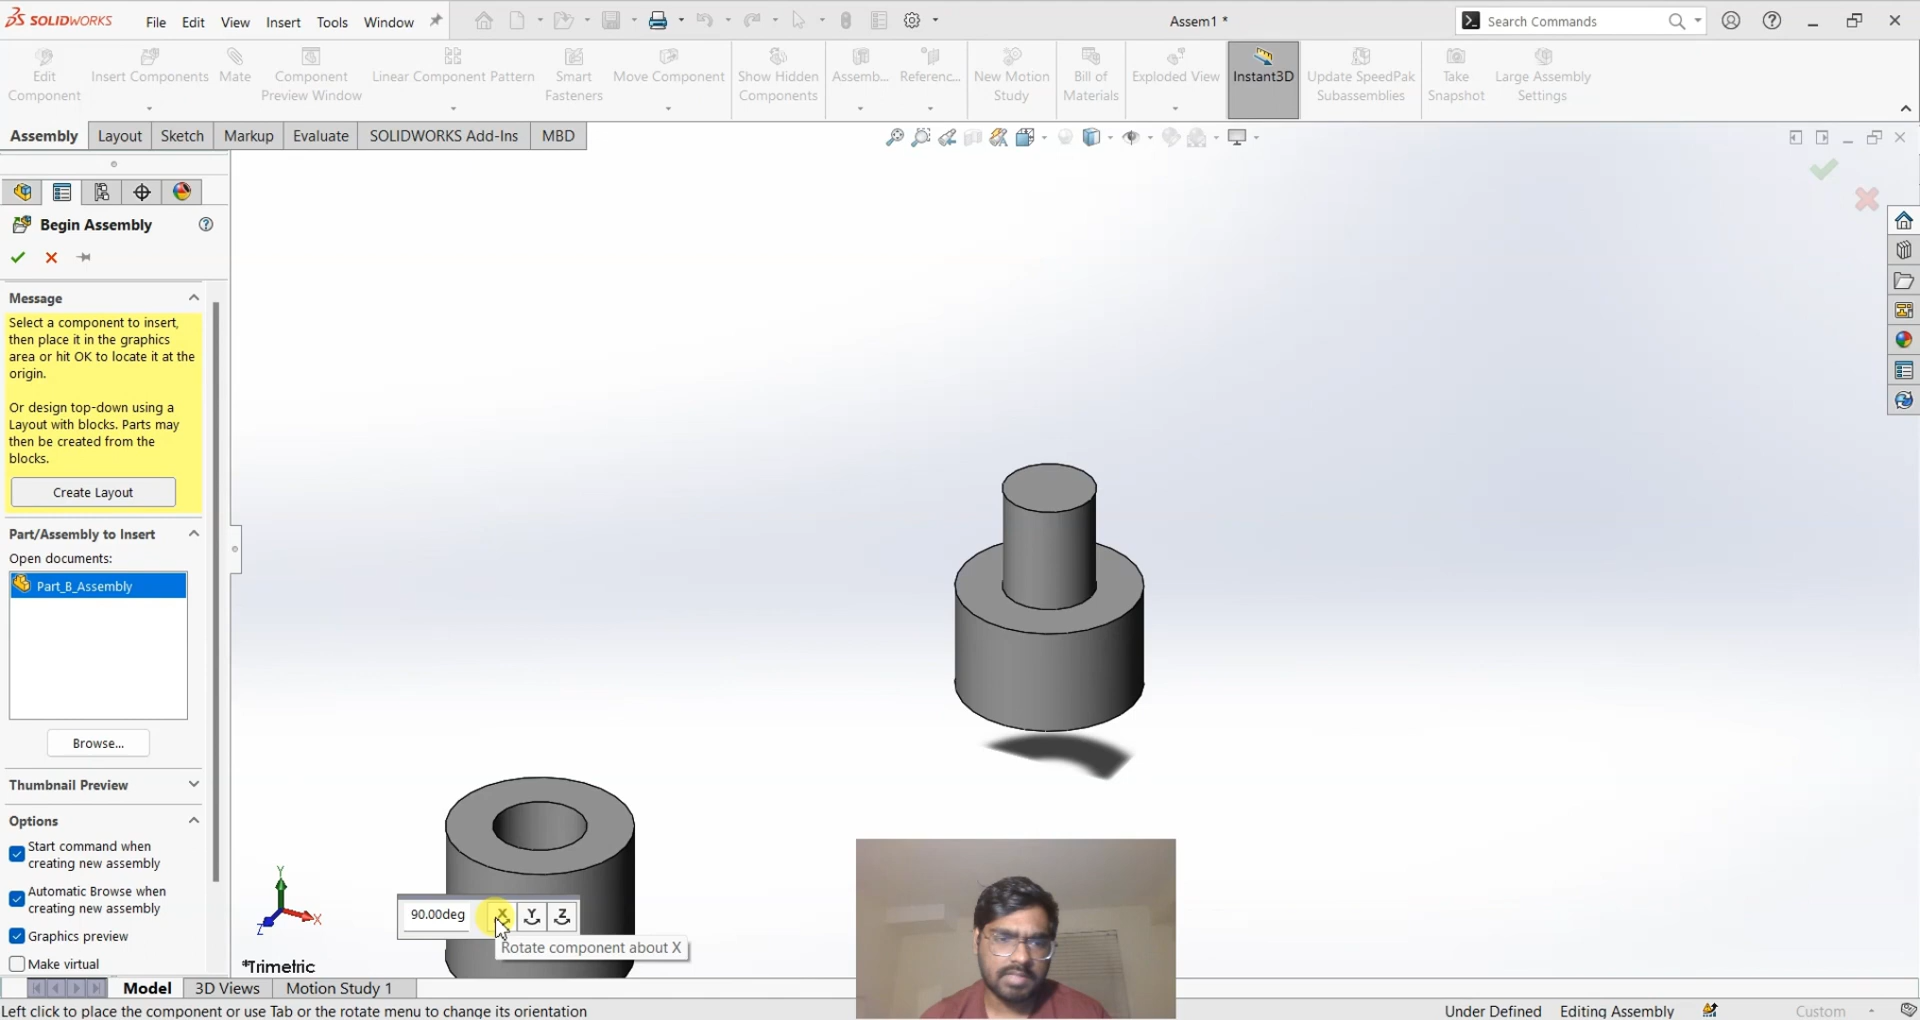 SOLIDWORKS File Edit View Insert Tools Window Assem1 * Search Commands
Edit Component Insert Components Mate Component Preview Window Linear Component Pattern Smart Fasteners Move Component Show Hidden Components Assemb... Referenc... New Motion Study Bill of Materials Exploded View Instant3D Update SpeedPak Subassemblies Take Snapshot Large Assembly Settings
Assembly Layout Sketch Markup Evaluate SOLIDWORKS Add-Ins MBD
Begin Assembly
Message
Select a component to insert,
then place it in the graphics
area or hit OK to locate it at the
origin.
Or design top-down using a
Layout with blocks. Parts may
then be created from the
blocks.
Create Layout
Part/Assembly to Insert
Open documents:
Part_B_Assembly
Browse...
Thumbnail Preview
Options
Start command when
creating new assembly
Automatic Browse when
creating new assembly
Graphics preview
Make virtual
Y
X
Z
90.00deg X Y Z
Rotate component about X
*Trimetric
Model 3D Views Motion Study 1
Left click to place the component or use Tab or the rotate menu to change its orientation Under Defined Editing Assembly Custom